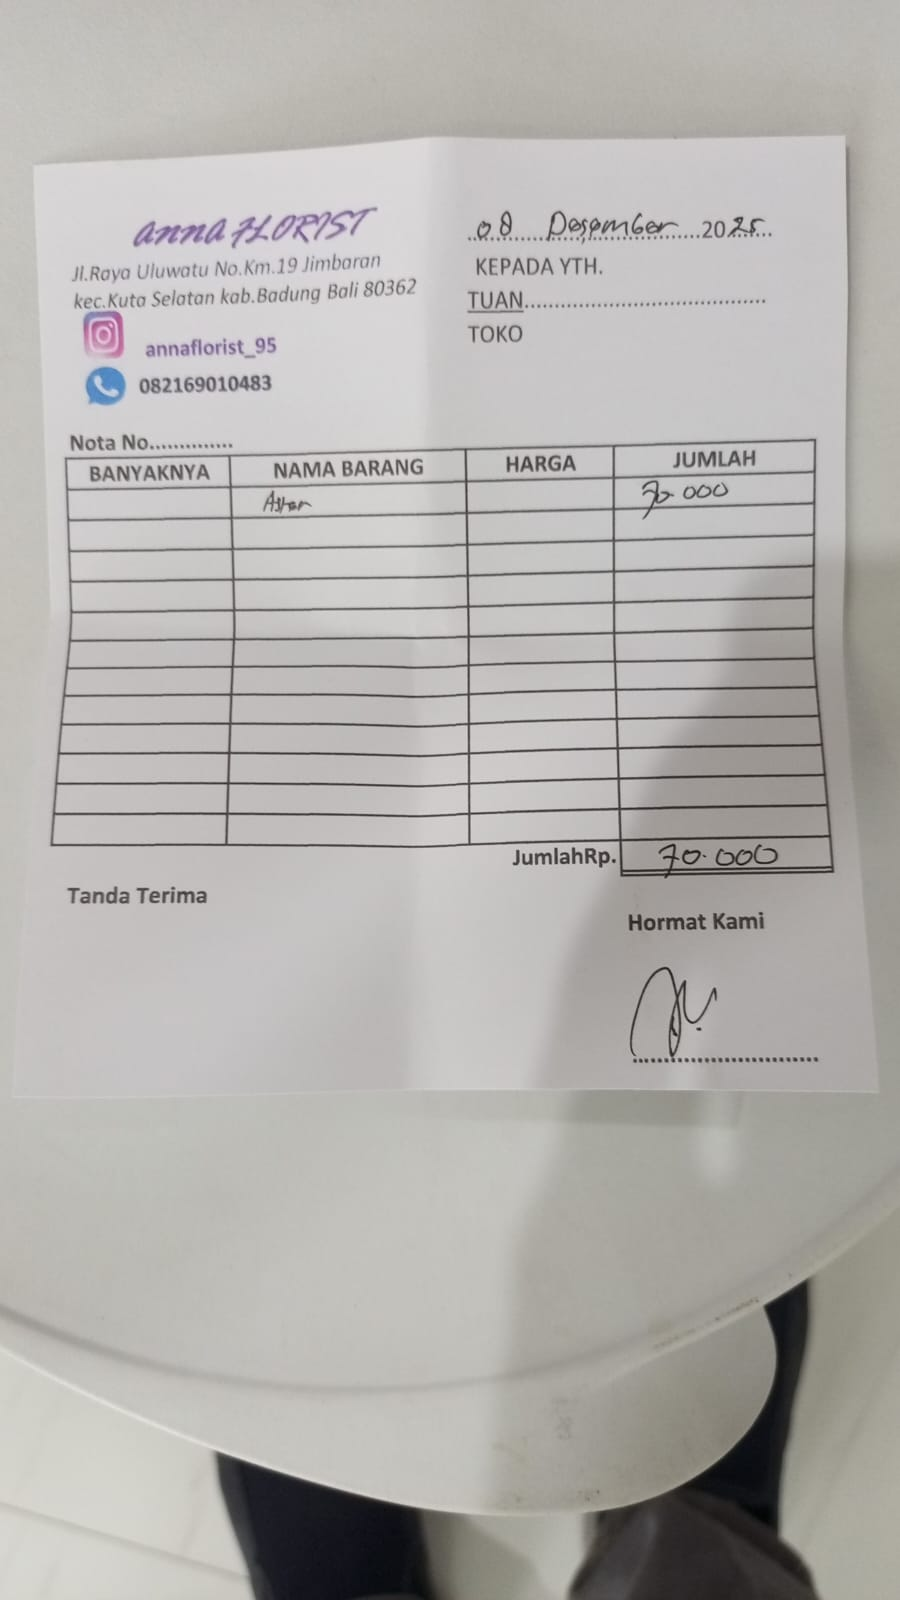 ANNA FLORIST
Jl.Raya Uluwatu No.Km.19 Jimbaran
kec.Kuta Selatan kab.Badung Bali 80362
annaflorist_95
082169010483
08 Desember 2025
KEPADA YTH.
TUAN........................................
TOKO
Nota No..............
BANYAKNYA NAMA BARANG HARGA JUMLAH
Aster 70.000
JumlahRp. 70.000
Tanda Terima
Hormat Kami